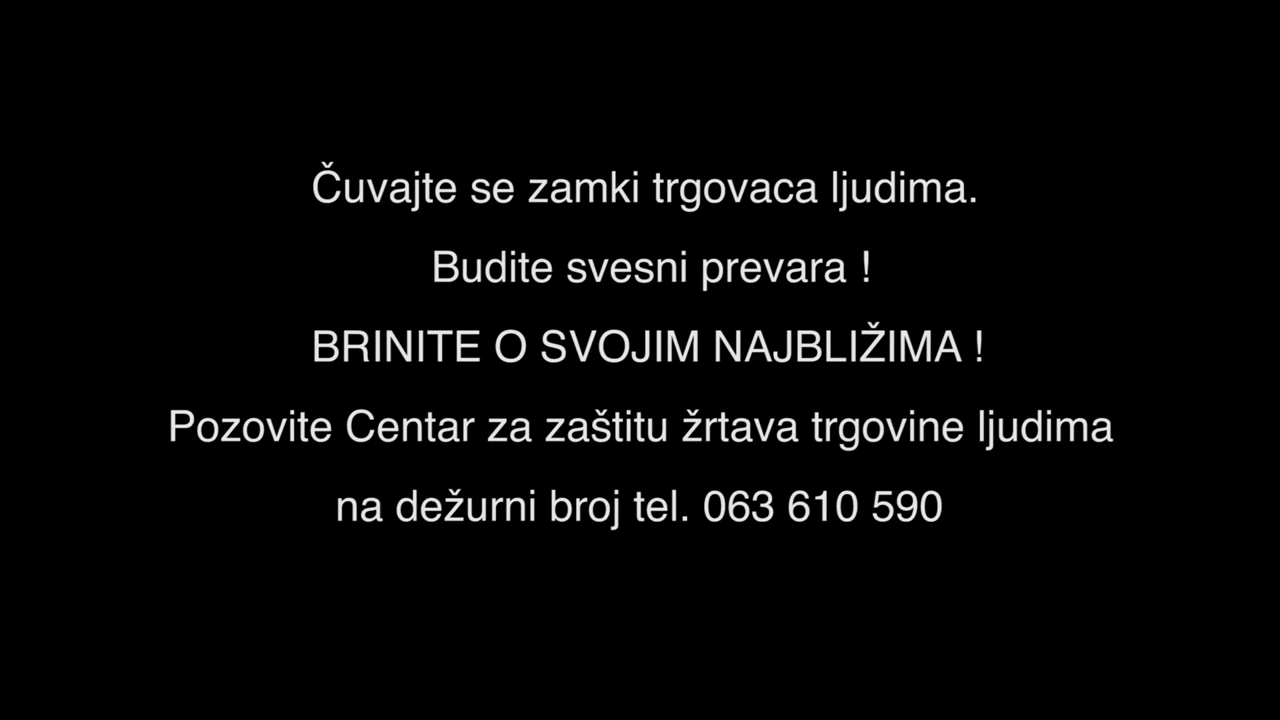 Čuvajte se zamki trgovaca ljudima.
Budite svesni prevara !
BRINITE O SVOJIM NAJBLIŽIMA !
Pozovite Centar za zaštitu žrtava trgovine ljudima
na dežurni broj tel. 063 610 590